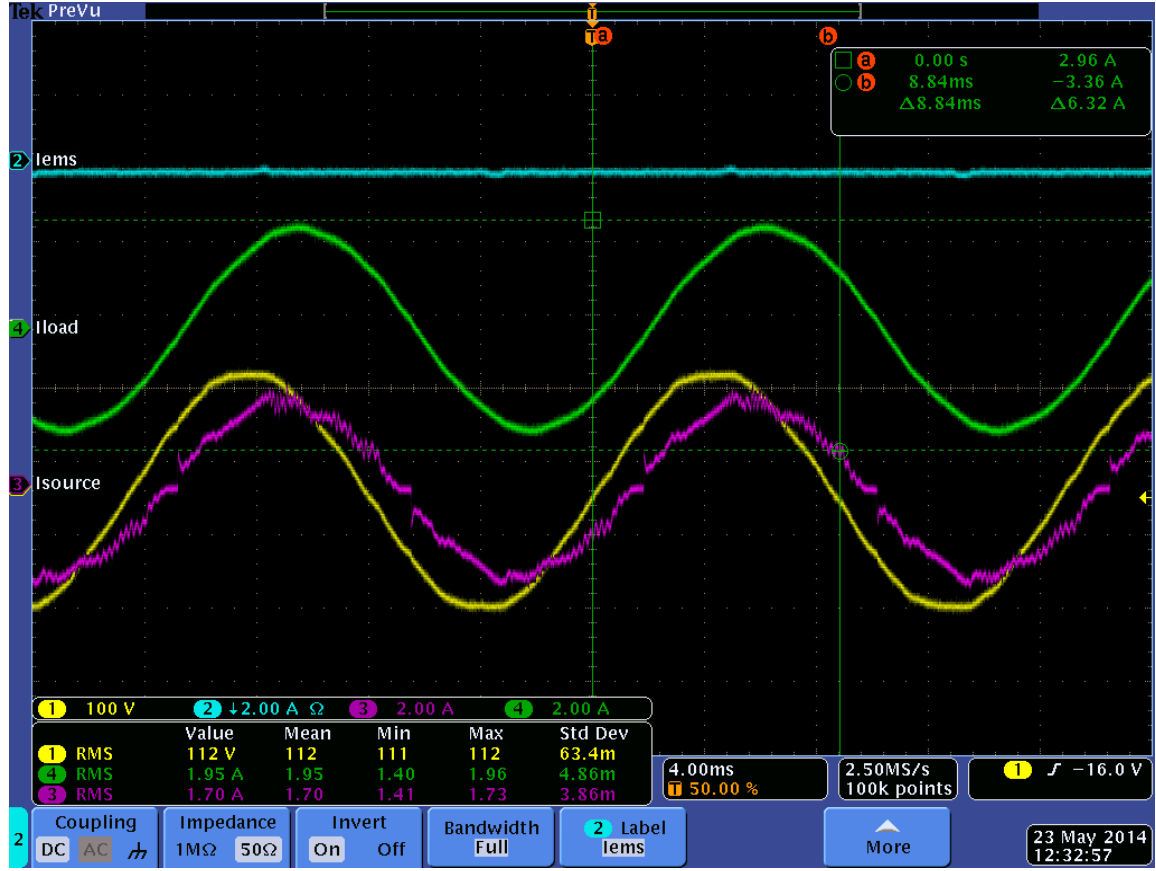 Tek PreVu
T
T a b
a 0.00 s 2.96 A
b 8.84ms −3.36 A
Δ8.84ms Δ6.32 A
2 Iems
4 Iload
3 Isource
1 100 V 2 ↓2.00 A Ω 3 2.00 A 4 2.00 A
Value Mean Min Max Std Dev
1 RMS 112 V 112 111 112 63.4m
4 RMS 1.95 A 1.95 1.40 1.96 4.86m
3 RMS 1.70 A 1.70 1.41 1.73 3.86m
4.00ms
T 50.00 %
2.50MS/s
100k points
1 −16.0 V
2
Coupling
DC AC
Impedance
1MΩ 50Ω
Invert
On Off
Bandwidth
Full
2 Label
Iems
More
23 May 2014
12:32:57